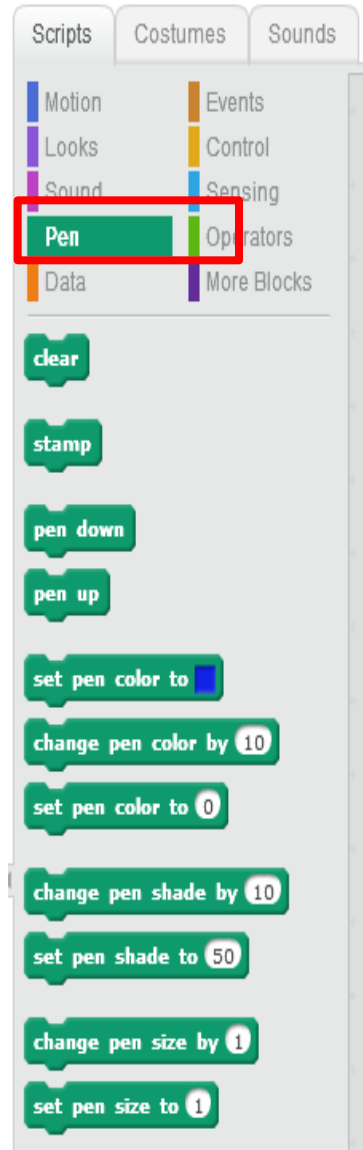 Scripts Costumes Sounds
Motion Events
Looks Control
Sound Sensing
Pen Operators
Data More Blocks
clear
stamp
pen down
pen up
set pen color to
change pen color by 10
set pen color to 0
change pen shade by 10
set pen shade to 50
change pen size by 1
set pen size to 1